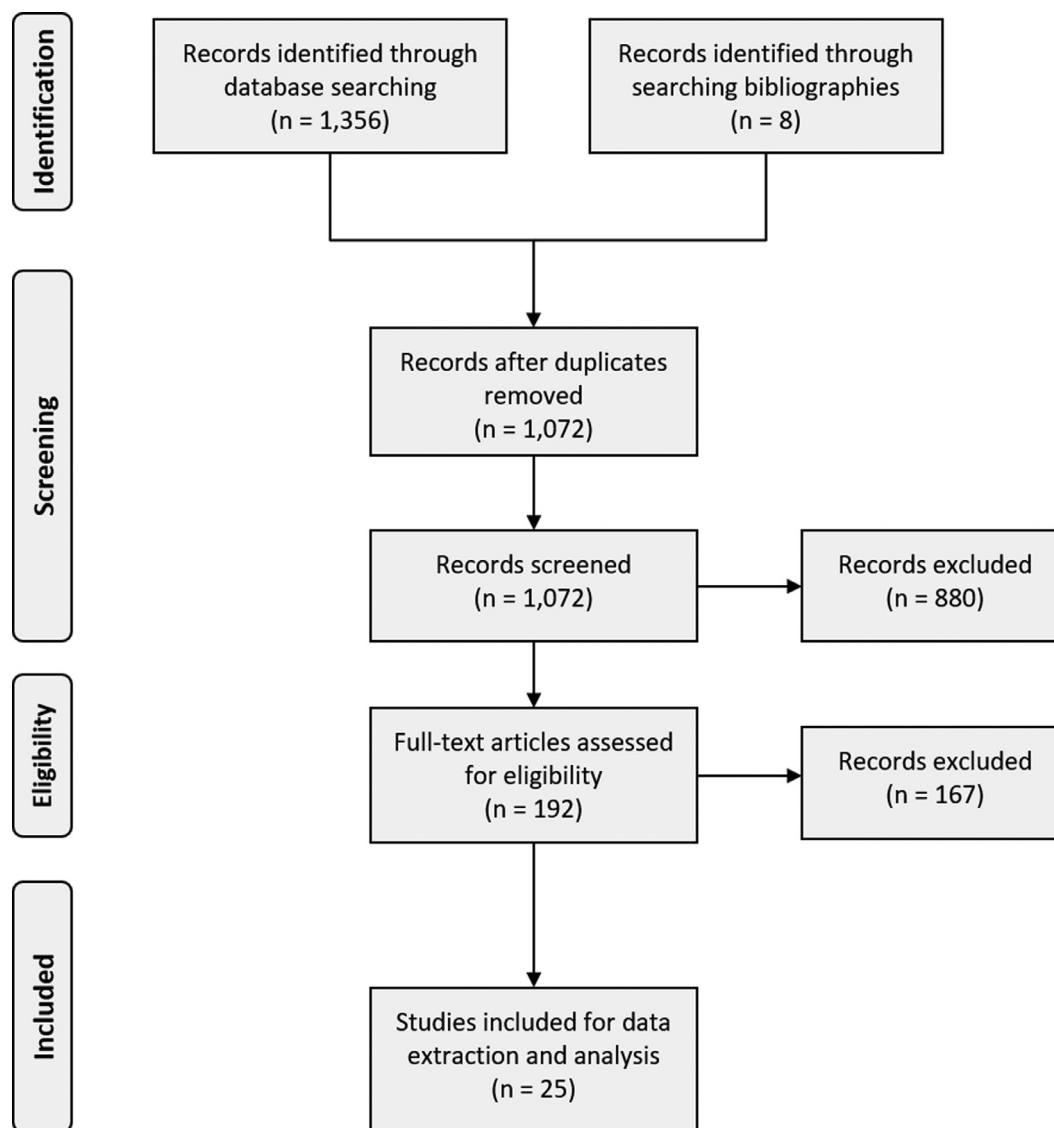 Identification
Records identified through
database searching
(n = 1,356)
Records identified through
searching bibliographies
(n = 8)
Screening
Records after duplicates
removed
(n = 1,072)
Records screened
(n = 1,072)
Records excluded
(n = 880)
Eligibility
Full-text articles assessed
for eligibility
(n = 192)
Records excluded
(n = 167)
Included
Studies included for data
extraction and analysis
(n = 25)